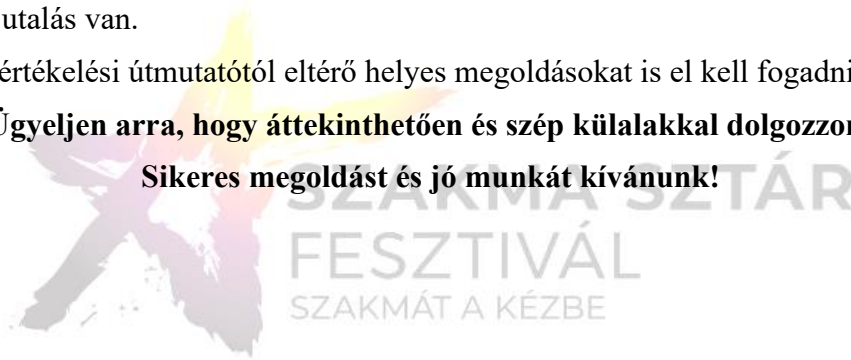 utalás van.
értékelési útmutatótól eltérő helyes megoldásokat is el kell fogadni
Ügyeljen arra, hogy áttekinthetően és szép külalakkal dolgozzon
Sikeres megoldást és jó munkát kívánunk!
SZAKMA SZTÁR
FESZTIVÁL
SZAKMÁT A KÉZBE